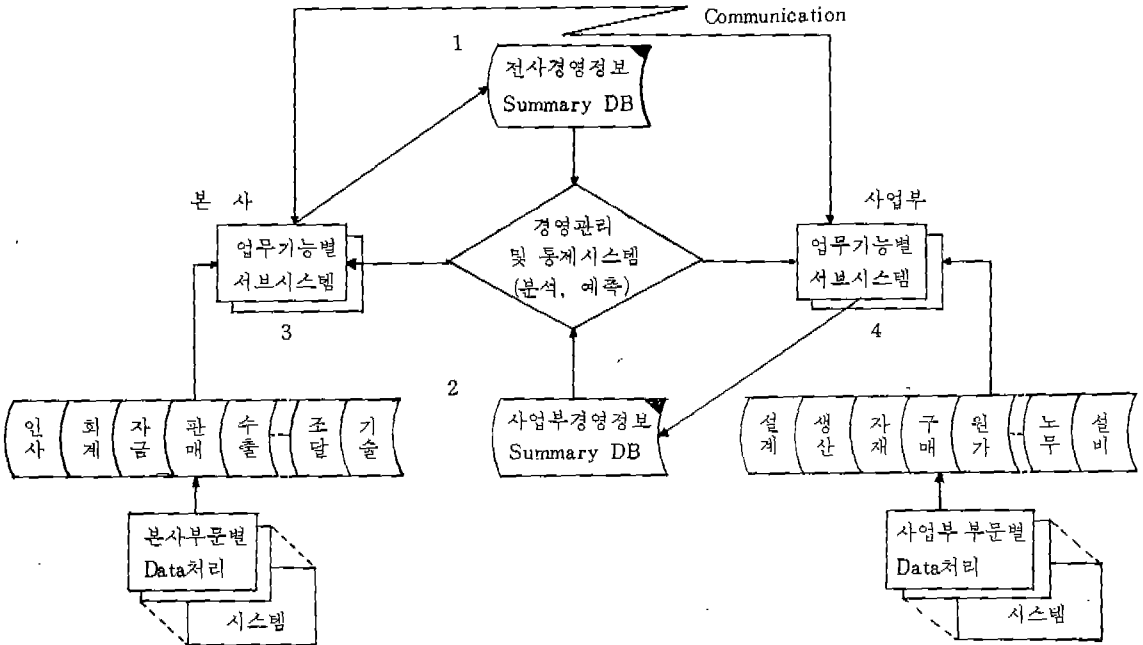 Communication
1
전사경영정보
Summary DB
본 사
사업부
업무기능별
서브시스템
경영관리
및 통제시스템
(분석, 예측)
업무기능별
서브시스템
3
4
2
사업부경영정보
Summary DB
인사
회계
자금
판매
수출
조달
기술
설계
생산
자재
구매
원가
노무
설비
본사부문별
Data처리
시스템
사업부 부문별
Data처리
시스템